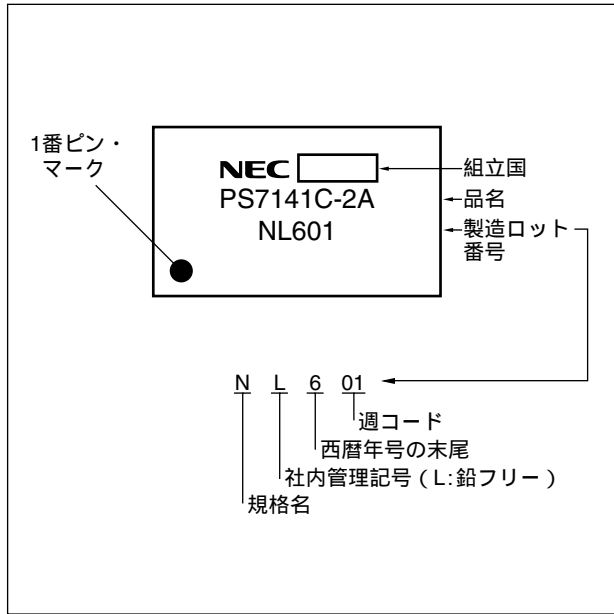 1番ピン・
マーク
NEC
組立国
PS7141C-2A
品名
NL601
製造ロット
番号
N L 6 01
週コード
西暦年号の末尾
社内管理記号（L:鉛フリー）
規格名